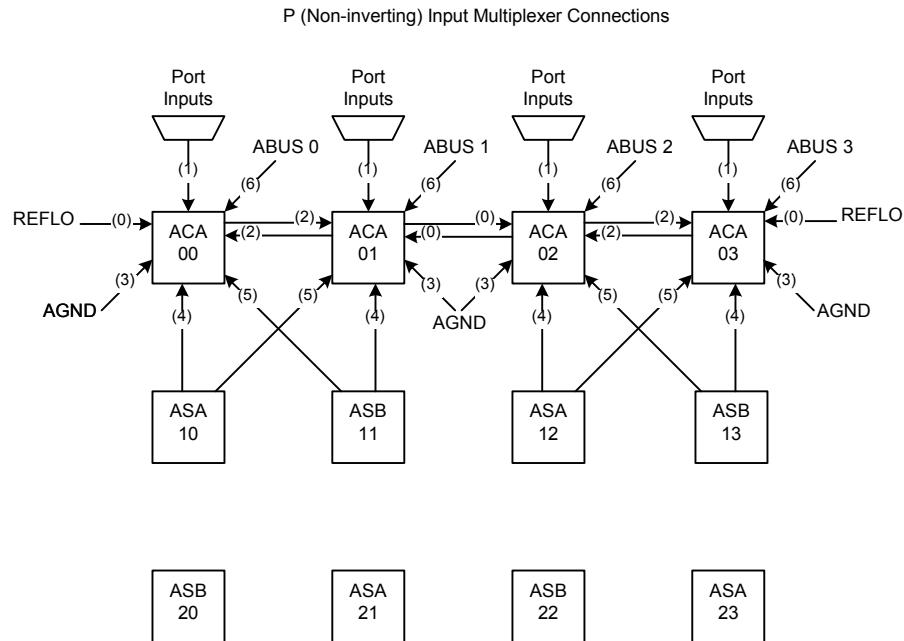 P (Non-inverting) Input Multiplexer Connections
Port
Inputs
Port
Inputs
Port
Inputs
Port
Inputs
ABUS 0
ABUS 1
ABUS 2
ABUS 3
(1)
(1)
(1)
(1)
(6)
(6)
(6)
(6)
REFLO
(0)
ACA
00
(2)
(2)
ACA
01
(0)
(0)
ACA
02
(2)
(2)
ACA
03
(0)
REFLO
(3)
(5)
(5)
(3)
(3)
(5)
(5)
(3)
AGND
(4)
(4)
AGND
(4)
(4)
AGND
ASA
10
ASB
11
ASA
12
ASB
13
ASB
20
ASA
21
ASB
22
ASA
23